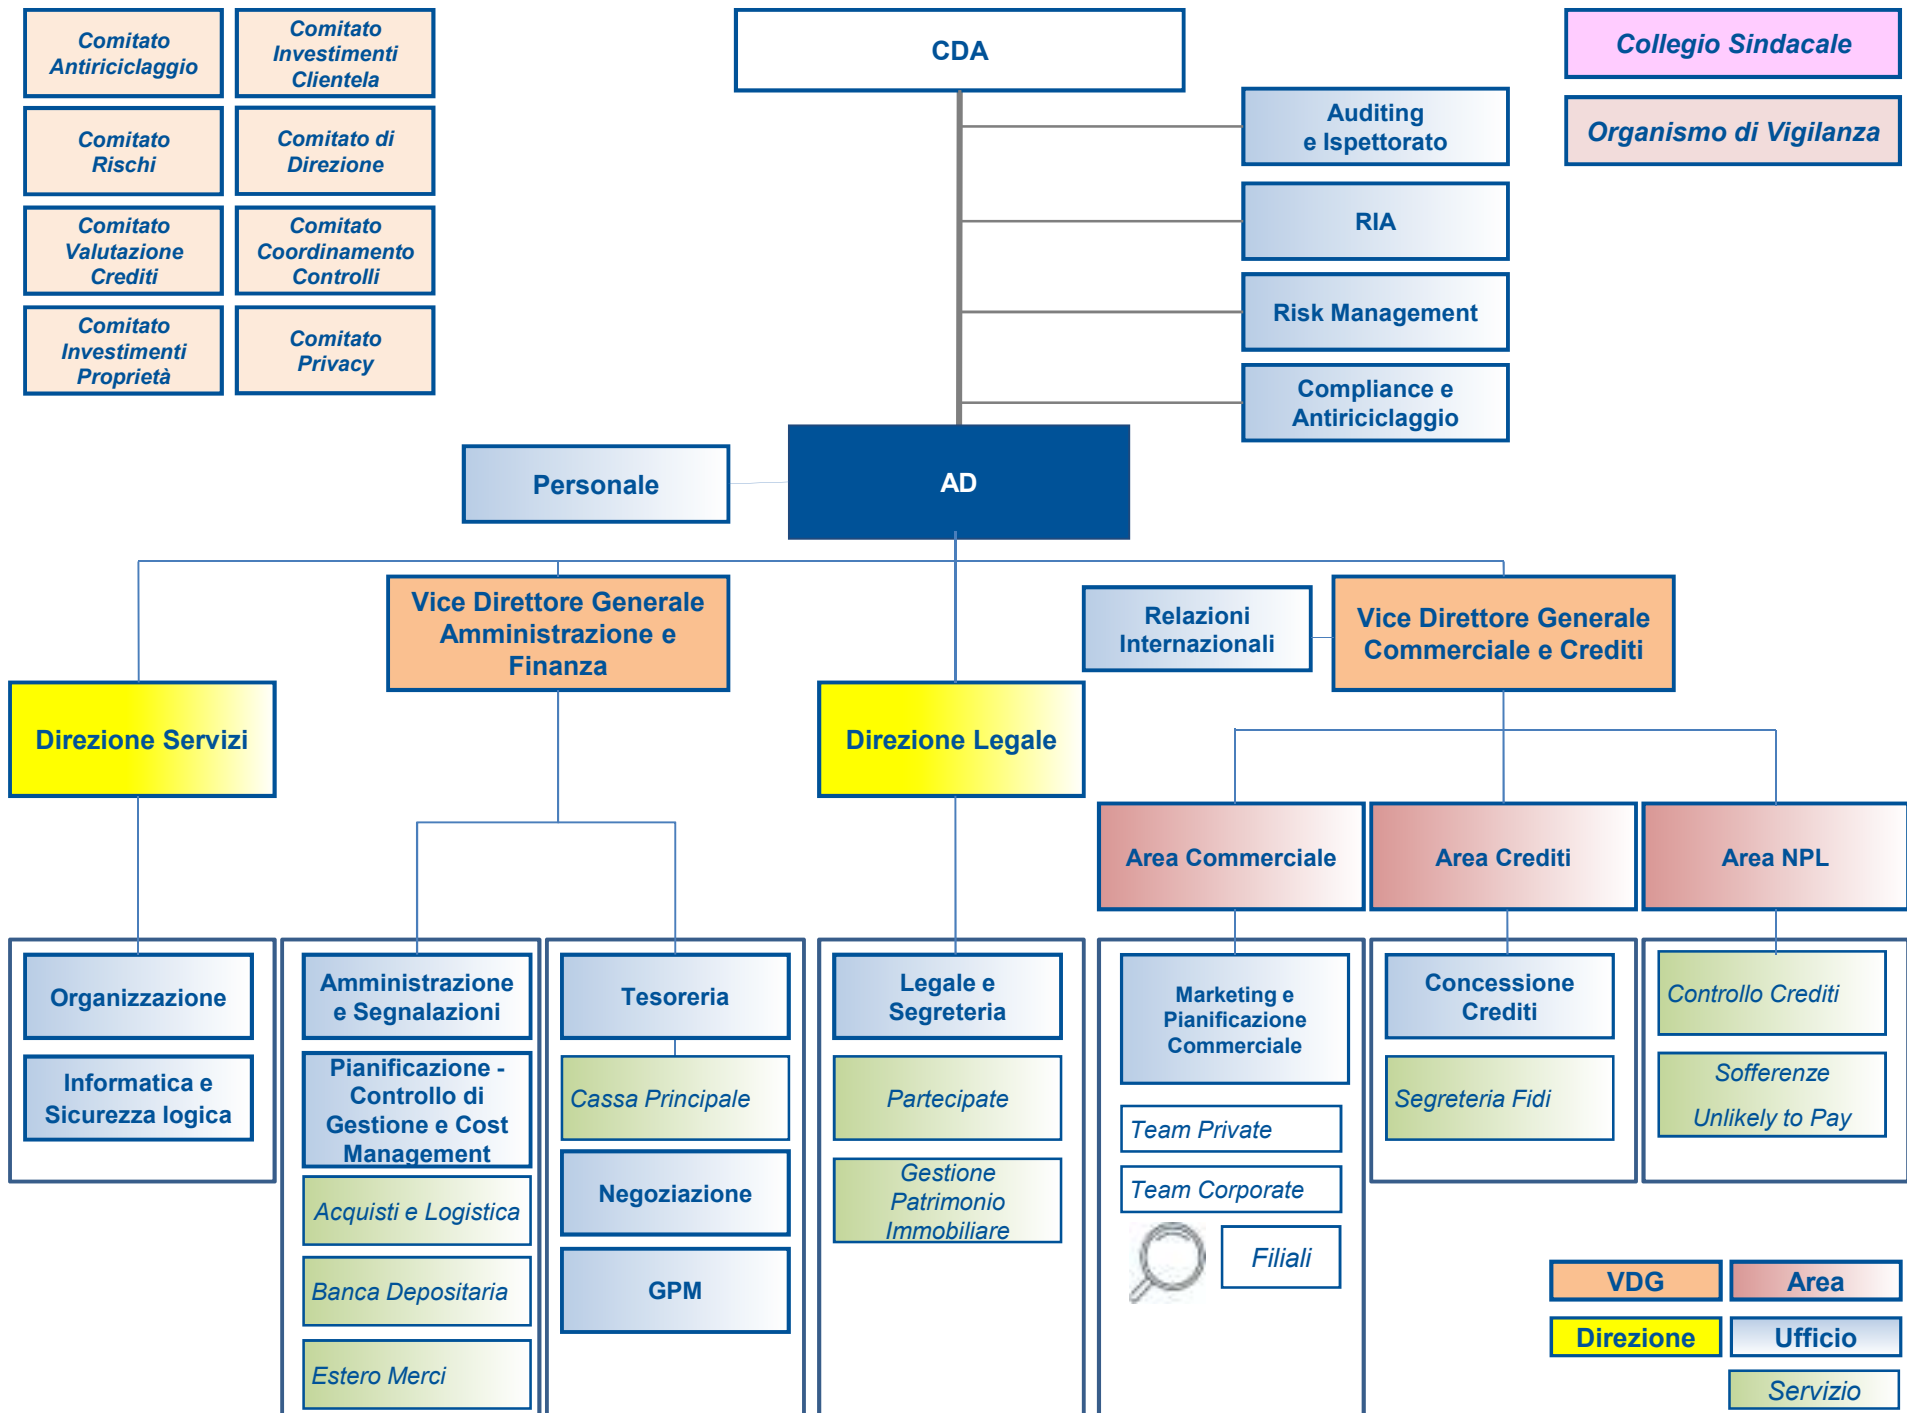 Comitato
Antiriciclaggio
Comitato
Investimenti
Clientela
Comitato
Rischi
Comitato di
Direzione
Comitato
Valutazione
Crediti
Comitato
Coordinamento
Controlli
Comitato
Investimenti
Proprietà
Comitato
Privacy
CDA
Collegio Sindacale
Organismo di Vigilanza
Auditing
e Ispettorato
RIA
Risk Management
Compliance e
Antiriciclaggio
Personale
AD
Vice Direttore Generale
Amministrazione e
Finanza
Relazioni
Internazionali
Vice Direttore Generale
Commerciale e Crediti
Direzione Servizi
Direzione Legale
Area Commerciale
Area Crediti
Area NPL
Organizzazione
Informatica e
Sicurezza logica
Amministrazione
e Segnalazioni
Pianificazione -
Controllo di
Gestione e Cost
Management
Acquisti e Logistica
Banca Depositaria
Estero Merci
Tesoreria
Cassa Principale
Negoziazione
GPM
Legale e
Segreteria
Partecipate
Gestione
Patrimonio
Immobiliare
Marketing e
Pianificazione
Commerciale
Team Private
Team Corporate
Filiali
Concessione
Crediti
Segreteria Fidi
Controllo Crediti
Sofferenze
Unlikely to Pay
VDG
Area
Direzione
Ufficio
Servizio